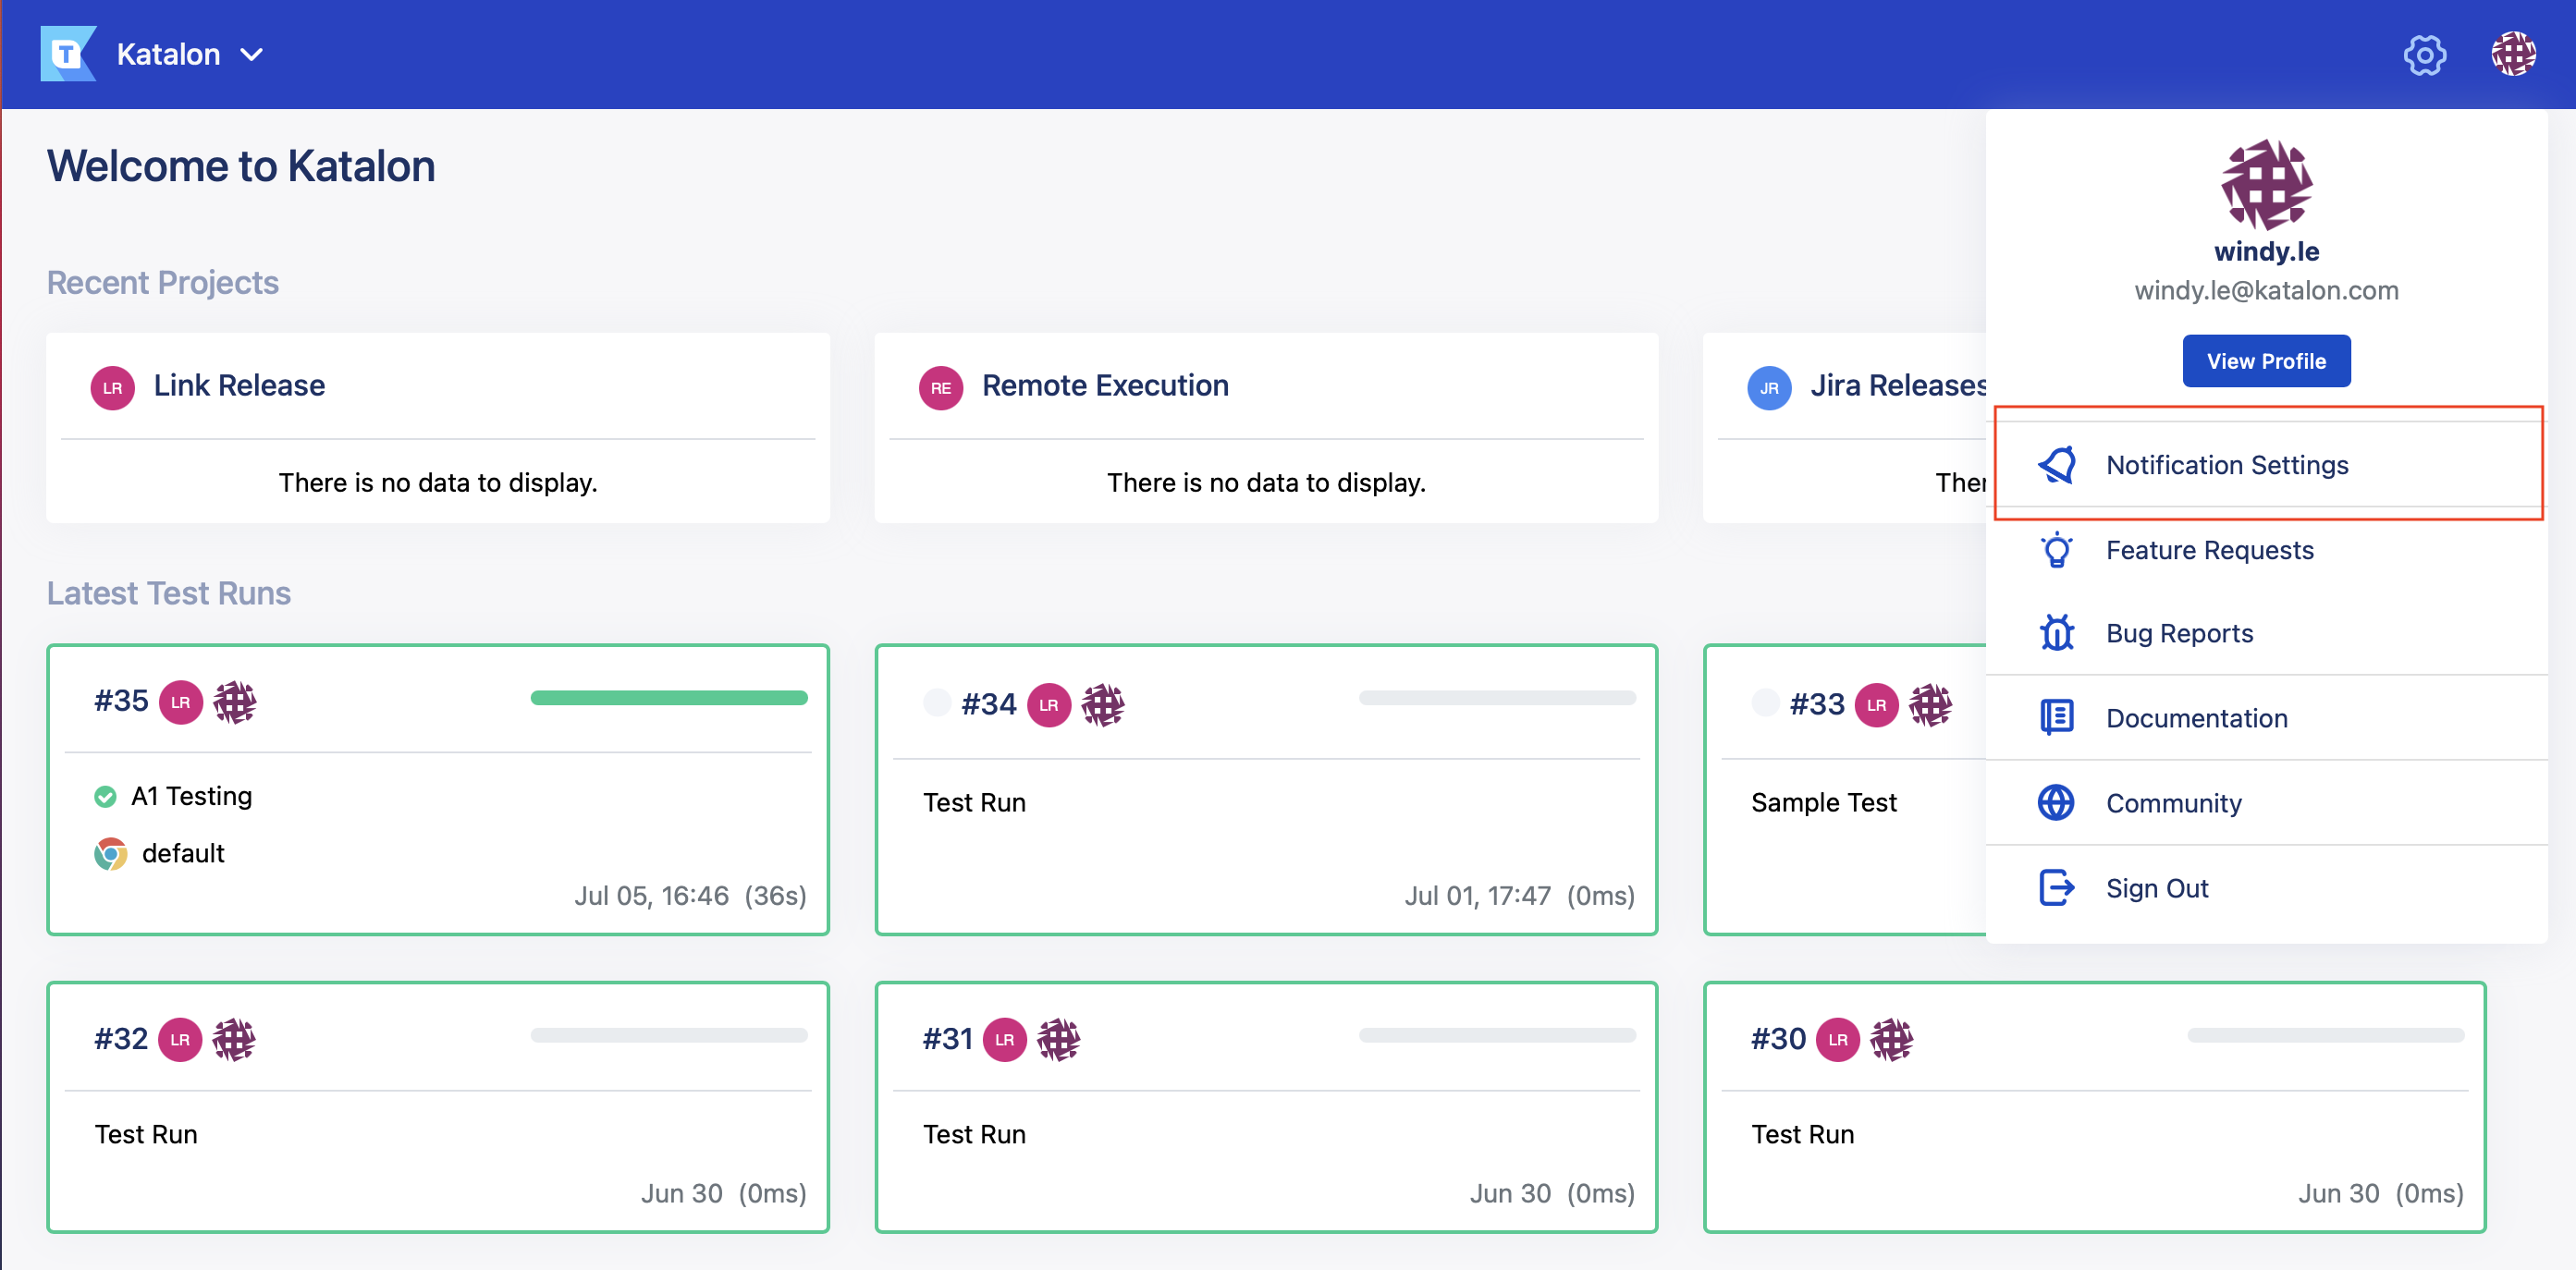 T
Katalon
Welcome to Katalon
windy.le
windy.le@katalon.com
View Profile
Notification Settings
Feature Requests
Bug Reports
Documentation
Community
Sign Out
Recent Projects
LR Link Release
There is no data to display.
RE Remote Execution
There is no data to display.
JR Jira Releases
Latest Test Runs
#35 LR
A1 Testing
default
Jul 05, 16:46 (36s)
#34 LR
Test Run
Jul 01, 17:47 (0ms)
#33 LR
Sample Test
#32 LR
Test Run
Jun 30 (0ms)
#31 LR
Test Run
Jun 30 (0ms)
#30 LR
Test Run
Jun 30 (0ms)